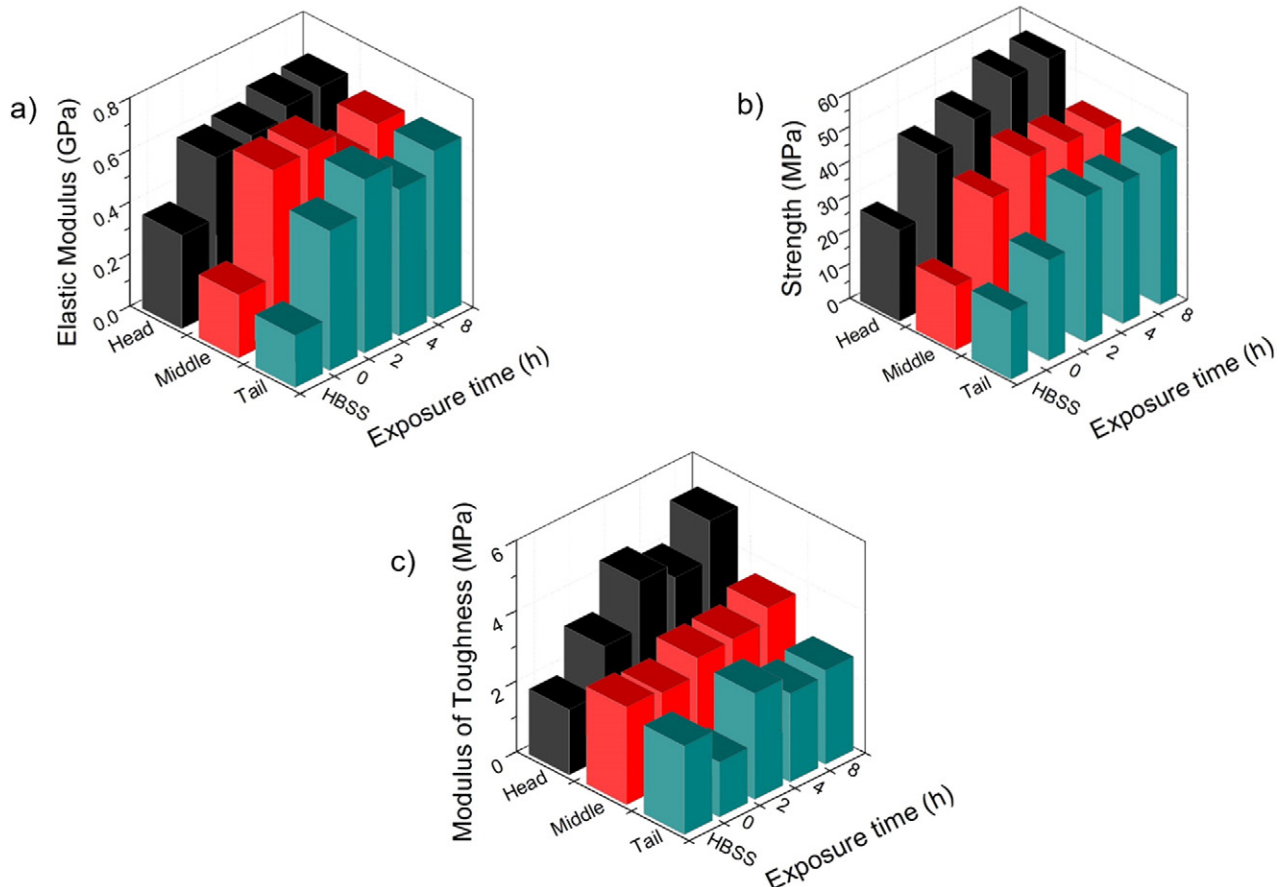 a)
Elastic Modulus (GPa)
0.8
0.6
0.4
0.2
0.0
Head
Middle
Tail
HBSS
0
2
4
8
Exposure time (h)
b)
Strength (MPa)
60
50
40
30
20
10
0
Head
Middle
Tail
HBSS
0
2
4
8
Exposure time (h)
c)
Modulus of Toughness (MPa)
6
4
2
0
Head
Middle
Tail
HBSS
0
2
4
8
Exposure time (h)